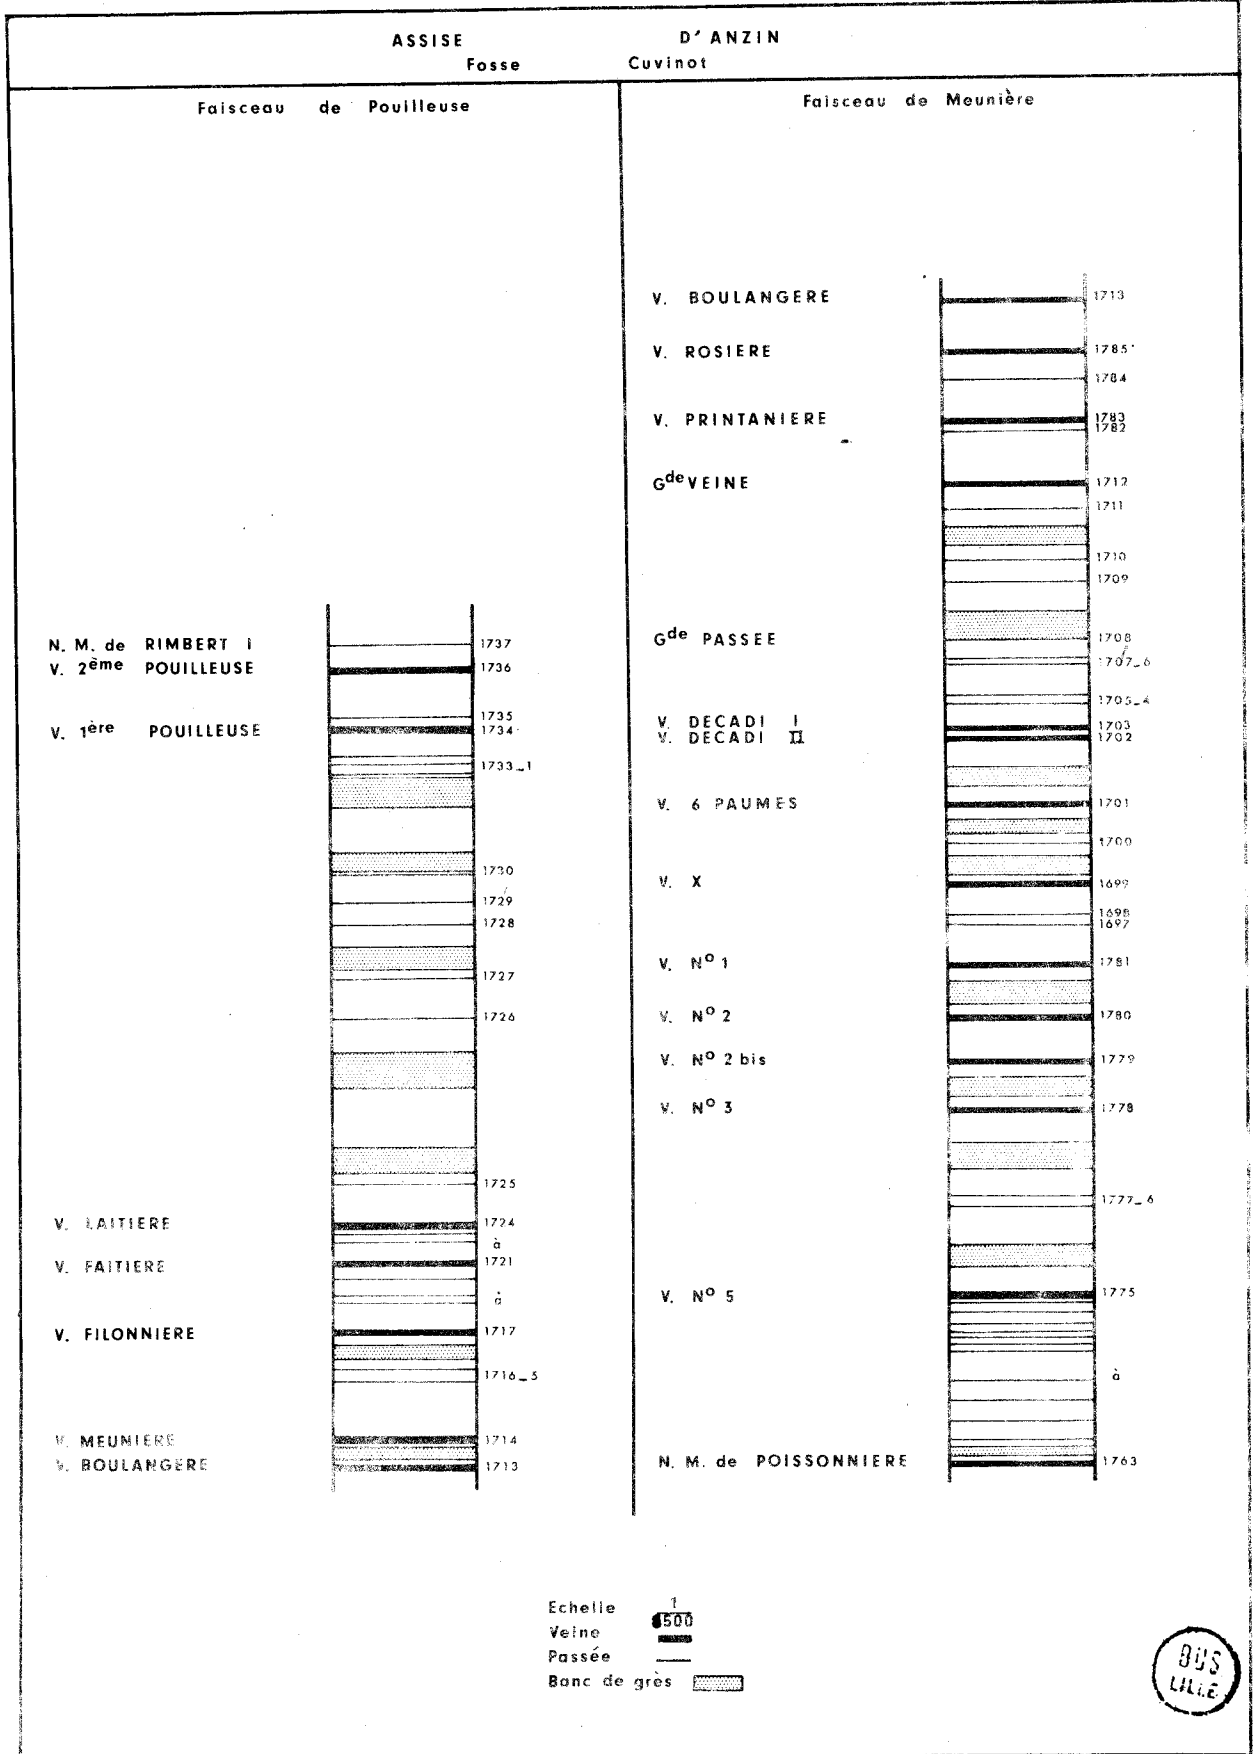 ASSISE D'ANZIN
Fosse Cuvinot
Faisceau de Pouilleuse
N. M. de RIMBERT I 1737
V. 2ème POUILLEUSE 1736
1735
V. 1ère POUILLEUSE 1734
1733_1
1730
1729
1728
1727
1726
1725
V. LAITIERE 1724
à
V. FAITIERE 1721
à
V. FILONNIERE 1717
1716_5
V. MEUNIERE 1714
V. BOULANGERE 1713
Faisceau de Meunière
V. BOULANGERE 1713
V. ROSIERE 1785
1784
V. PRINTANIERE 1783
1782
Gde VEINE 1712
1711
1710
1709
Gde PASSEE 1708
1707_6
1705_4
V. DECADI I 1703
V. DECADI II 1702
V. 6 PAUMES 1701
1700
V. X 1699
1698
1697
V. No 1 1781
V. No 2 1780
V. No 2 bis 1779
V. No 3 1778
1777_6
V. No 5 1775
à
N. M. de POISSONNIERE 1763
Echelle 1
500
Veine
Passée
Banc de grès
BUS
LILLE